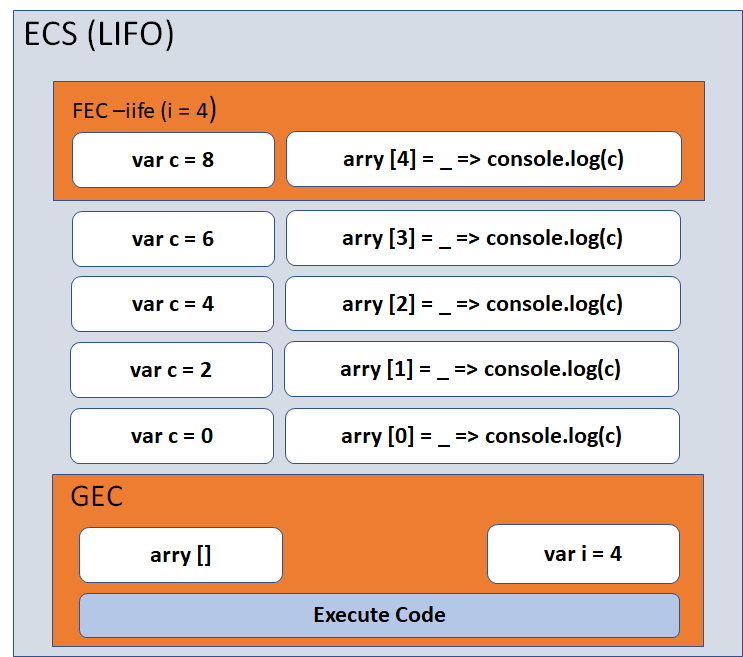 ECS (LIFO)
FEC –iife (i = 4)
var c = 8
arry [4] = _ => console.log(c)
var c = 6
arry [3] = _ => console.log(c)
var c = 4
arry [2] = _ => console.log(c)
var c = 2
arry [1] = _ => console.log(c)
var c = 0
arry [0] = _ => console.log(c)
GEC
arry []
var i = 4
Execute Code